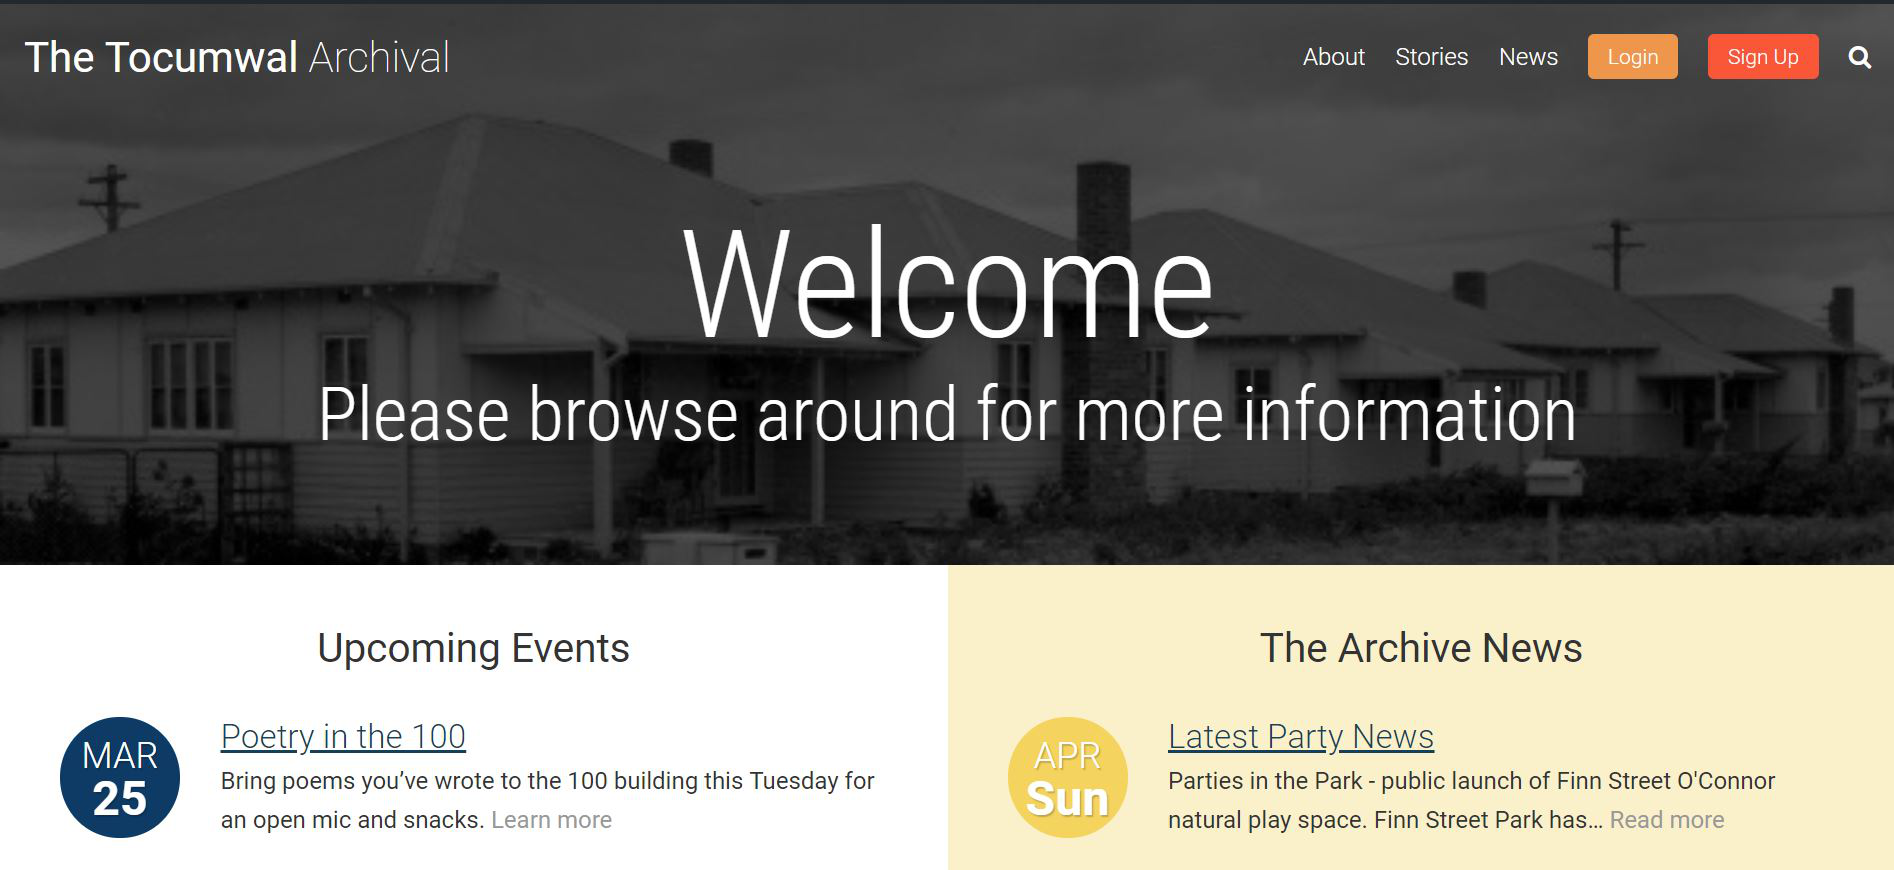 The Tocumwal Archival
About Stories News Login Sign Up
Welcome
Please browse around for more information
Upcoming Events
MAR
25
Poetry in the 100
Bring poems you’ve wrote to the 100 building this Tuesday for
an open mic and snacks. Learn more
The Archive News
APR
Sun
Latest Party News
Parties in the Park - public launch of Finn Street O'Connor
natural play space. Finn Street Park has... Read more